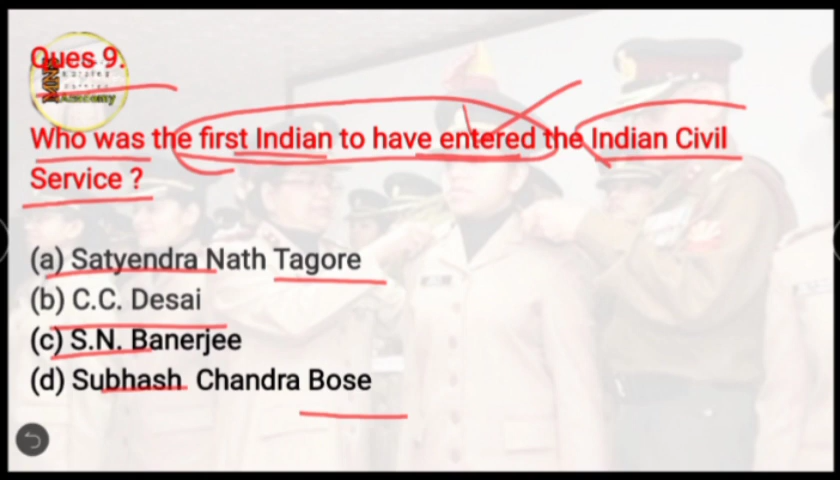 Ques 9.
Academy
Who was the first Indian to have entered the Indian Civil
Service ?
(a) Satyendra Nath Tagore
(b) C.C. Desai
(c) S.N. Banerjee
(d) Subhash Chandra Bose